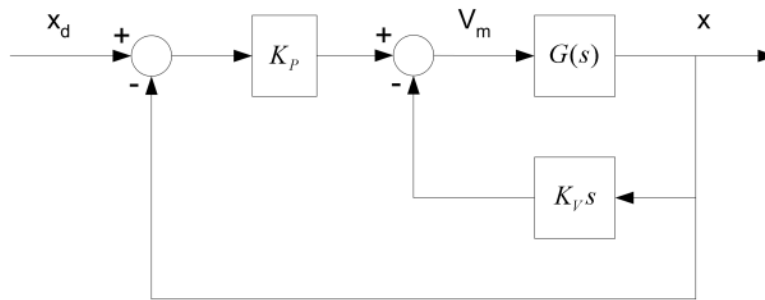 x_d
+
-
K_P
+
-
V_m
G(s)
x
K_V s